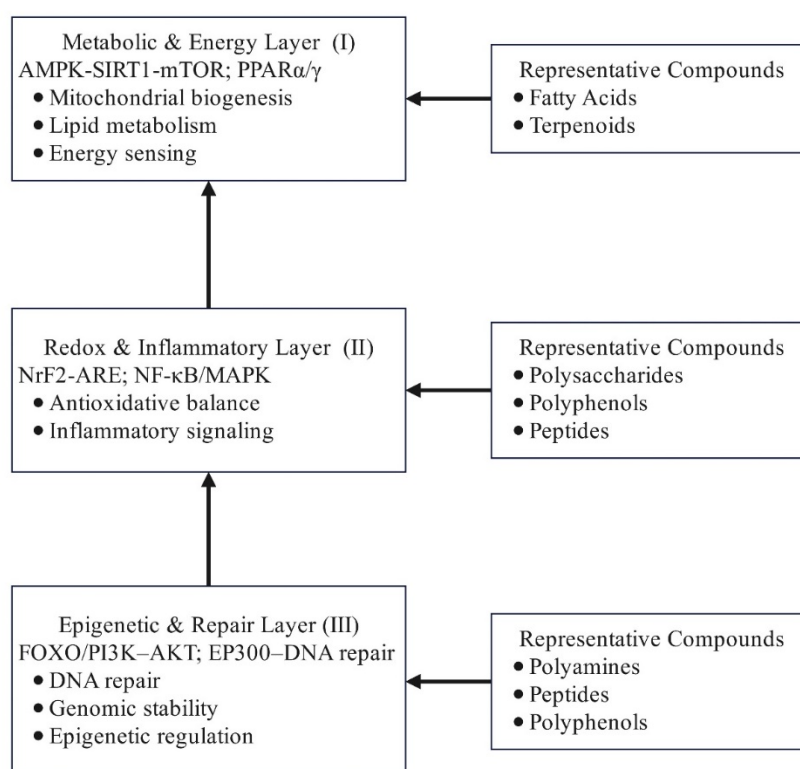 Metabolic & Energy Layer (I)
AMPK-SIRT1-mTOR; PPARα/γ
• Mitochondrial biogenesis
• Lipid metabolism
• Energy sensing
Representative Compounds
• Fatty Acids
• Terpenoids
Redox & Inflammatory Layer (II)
NrF2-ARE; NF-κB/MAPK
• Antioxidative balance
• Inflammatory signaling
Representative Compounds
• Polysaccharides
• Polyphenols
• Peptides
Epigenetic & Repair Layer (III)
FOXO/PI3K–AKT; EP300–DNA repair
• DNA repair
• Genomic stability
• Epigenetic regulation
Representative Compounds
• Polyamines
• Peptides
• Polyphenols